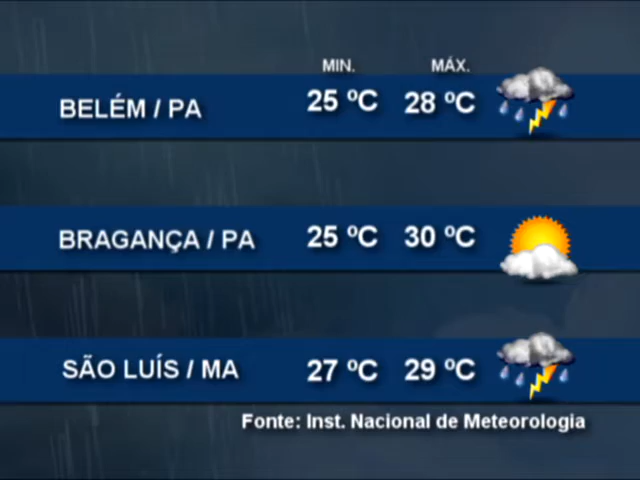 MIN. MÁX.
BELÉM / PA 25 ºC 28 ºC
BRAGANÇA / PA 25 ºC 30 ºC
SÃO LUÍS / MA 27 ºC 29 ºC
Fonte: Inst. Nacional de Meteorologia